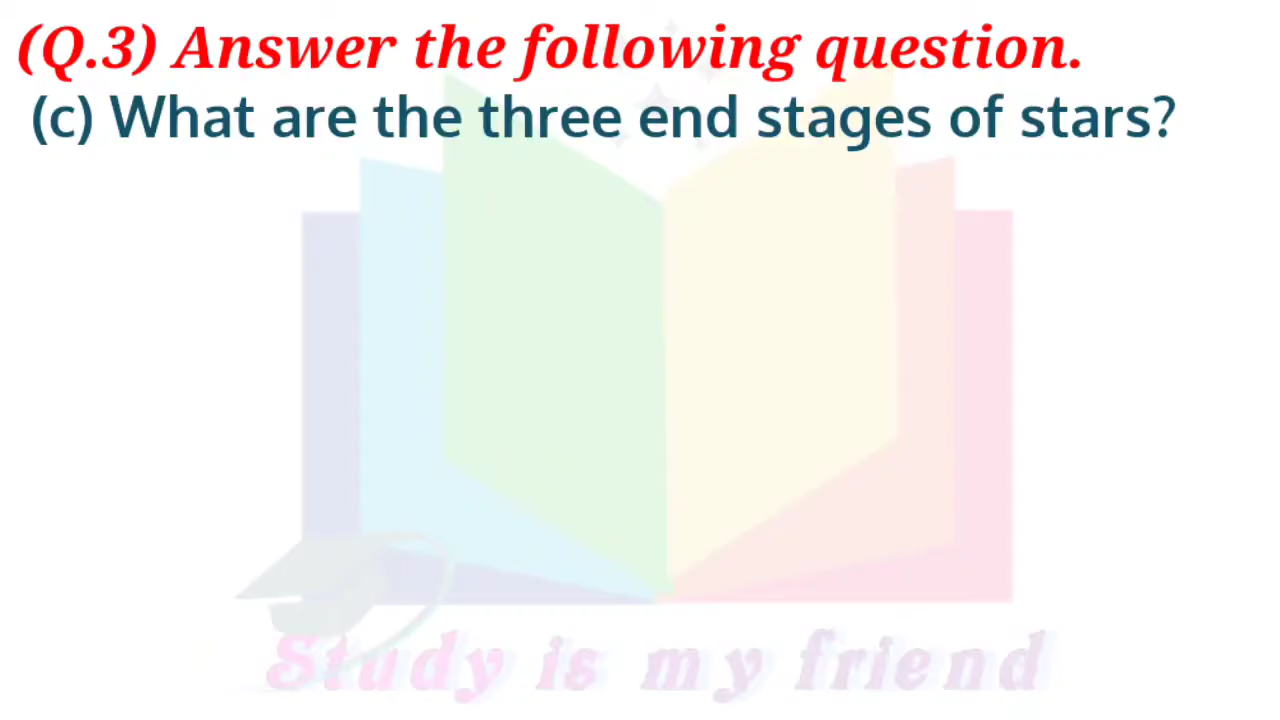 (Q.3) Answer the following question.
(c) What are the three end stages of stars?
Study is my friend